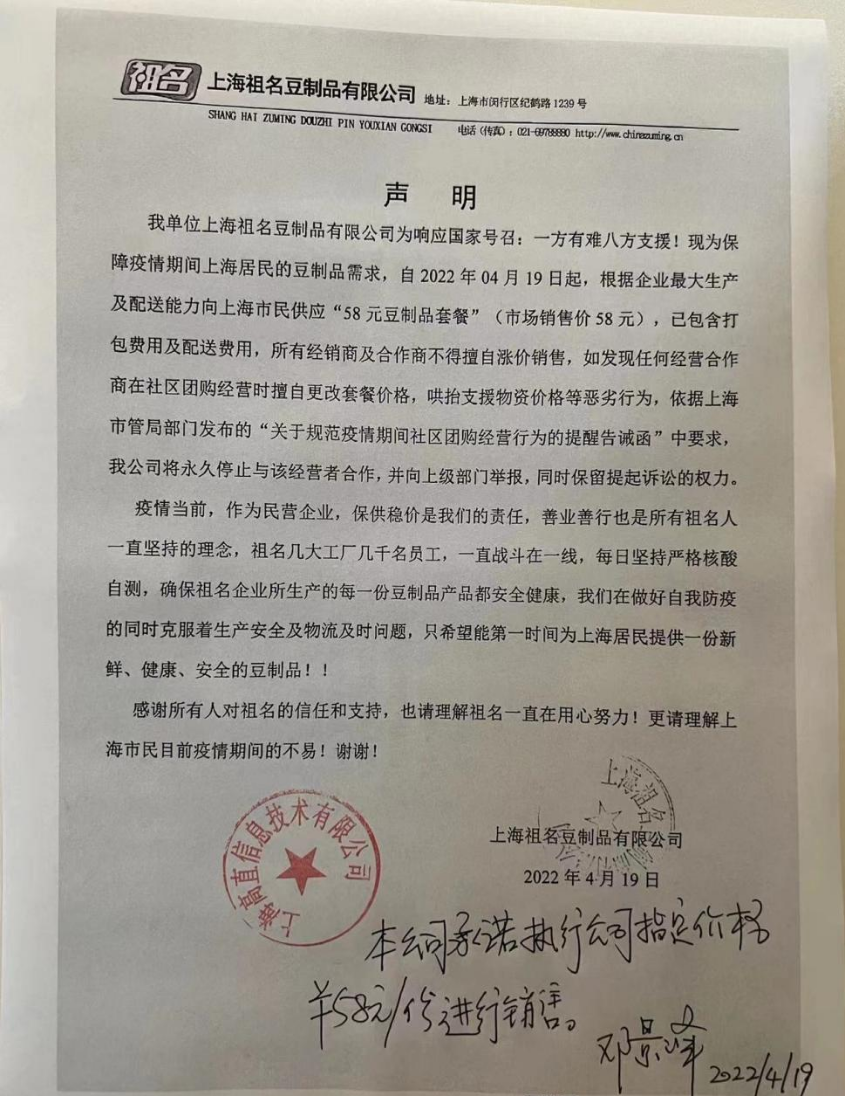 祖名 上海祖名豆制品有限公司 地址：上海市闵行区纪鹤路1239号
SHANG HAI ZUMING DOUZHI PIN YOUXIAN GONGSI 电话（传真）：021-69788880 http://www.chinazuming.cn
声 明
我单位上海祖名豆制品有限公司为响应国家号召：一方有难八方支援！现为保
障疫情期间上海居民的豆制品需求，自2022年04月19日起，根据企业最大生产
及配送能力向上海市民供应“58元豆制品套餐”（市场销售价58元），已包含打
包费用及配送费用，所有经销商及合作商不得擅自涨价销售，如发现任何经营合作
商在社区团购经营时擅自更改套餐价格，哄抬支援物资价格等恶劣行为，依据上海
市管局部门发布的“关于规范疫情期间社区团购经营行为的提醒告诫函”中要求，
我公司将永久停止与该经营者合作，并向上级部门举报，同时保留提起诉讼的权力。
疫情当前，作为民营企业，保供稳价是我们的责任，善业善行也是所有祖名人
一直坚持的理念，祖名几大工厂几千名员工，一直战斗在一线，每日坚持严格核酸
自测，确保祖名企业所生产的每一份豆制品产品都安全健康，我们在做好自我防疫
的同时克服着生产安全及物流及时问题，只希望能第一时间为上海居民提供一份新
鲜、健康、安全的豆制品！！
感谢所有人对祖名的信任和支持，也请理解祖名一直在用心努力！更请理解上
海市民目前疫情期间的不易！谢谢！
上海祖名
上海高直信息技术有限公司
上海祖名豆制品有限公司
2022年4月19日
本公司承诺执行公司指定价格
￥58元/份进行销售。
邓景峰 2022/4/19